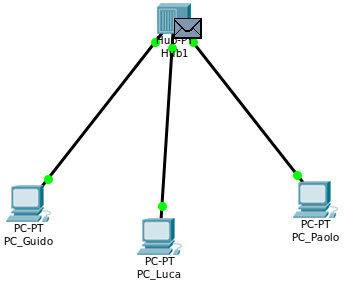 Hub-PT
Hub1
PC-PT
PC_Guido
PC-PT
PC_Luca
PC-PT
PC_Paolo